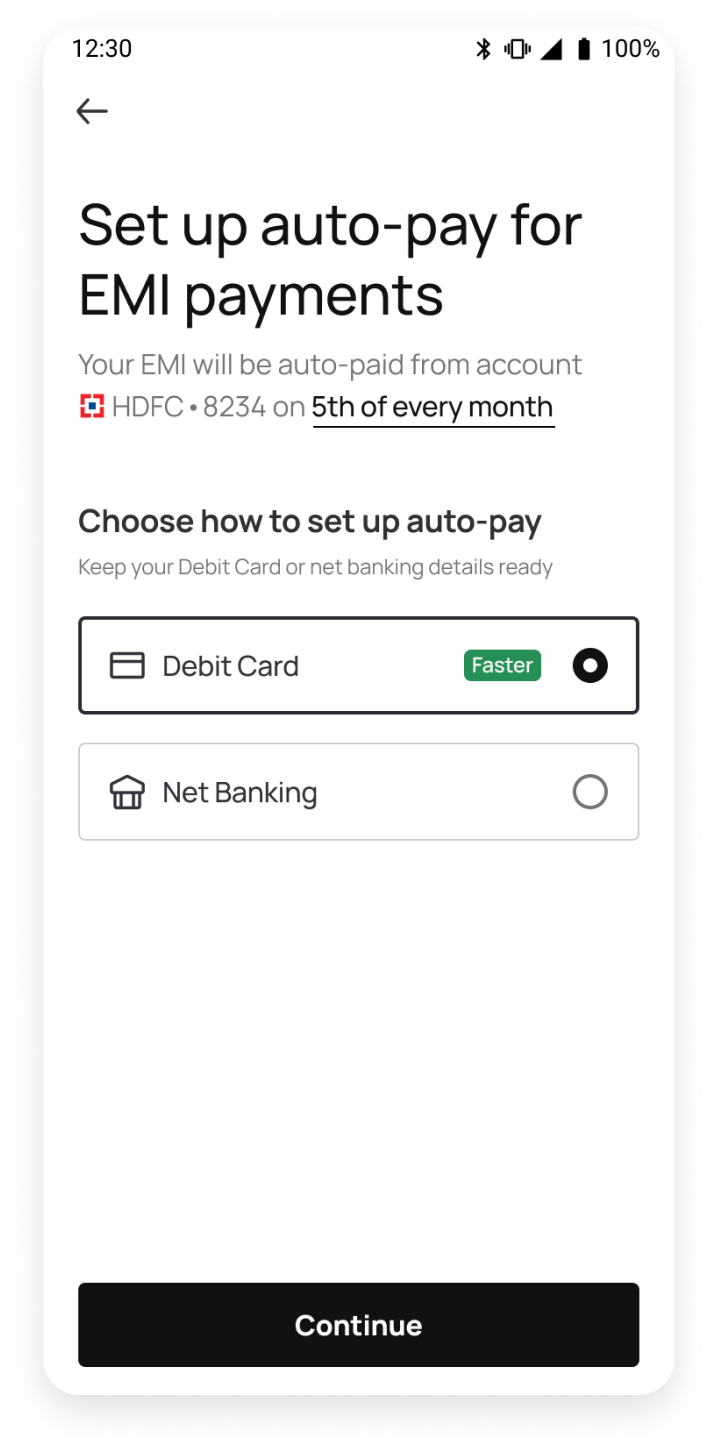 12:30
100%
Set up auto-pay for
EMI payments
Your EMI will be auto-paid from account
HDFC • 8234 on 5th of every month
Choose how to set up auto-pay
Keep your Debit Card or net banking details ready
Debit Card
Faster
Net Banking
Continue